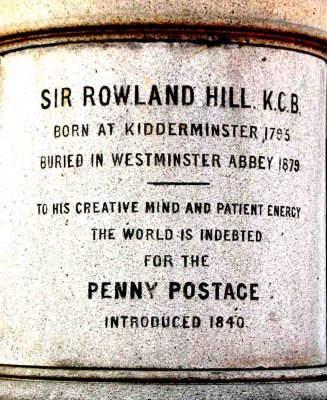 SIR ROWLAND HILL. K.C.B.
BORN AT KIDDERMINSTER 1795
BURIED IN WESTMINSTER ABBEY 1879
TO HIS CREATIVE MIND AND PATIENT ENERGY
THE WORLD IS INDEBTED
FOR THE
PENNY POSTAGE
INTRODUCED 1840.